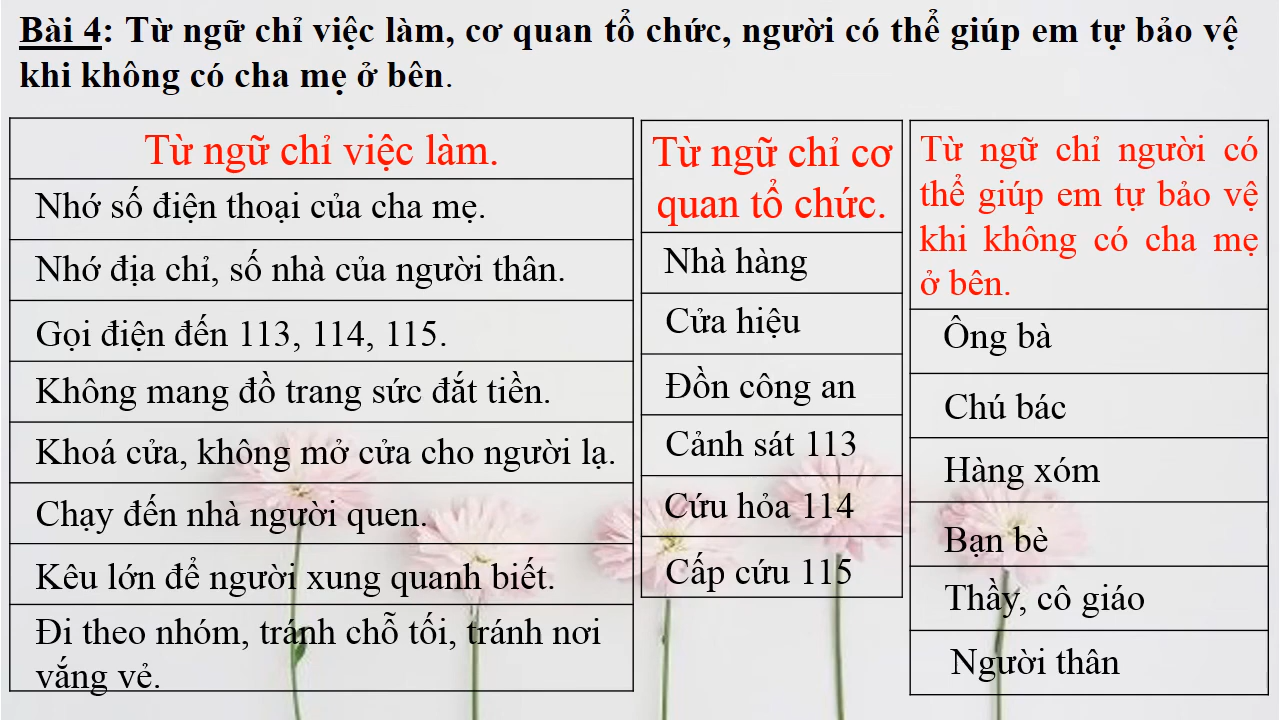 Bài 4: Từ ngữ chỉ việc làm, cơ quan tổ chức, người có thể giúp em tự bảo vệ
khi không có cha mẹ ở bên.
Từ ngữ chỉ việc làm.
Nhớ số điện thoại của cha mẹ.
Nhớ địa chỉ, số nhà của người thân.
Gọi điện đến 113, 114, 115.
Không mang đồ trang sức đắt tiền.
Khoá cửa, không mở cửa cho người lạ.
Chạy đến nhà người quen.
Kêu lớn để người xung quanh biết.
Đi theo nhóm, tránh chỗ tối, tránh nơi
vắng vẻ.
Từ ngữ chỉ cơ
quan tổ chức.
Nhà hàng
Cửa hiệu
Đồn công an
Cảnh sát 113
Cứu hỏa 114
Cấp cứu 115
Từ ngữ chỉ người có
thể giúp em tự bảo vệ
khi không có cha mẹ
ở bên.
Ông bà
Chú bác
Hàng xóm
Bạn bè
Thầy, cô giáo
Người thân